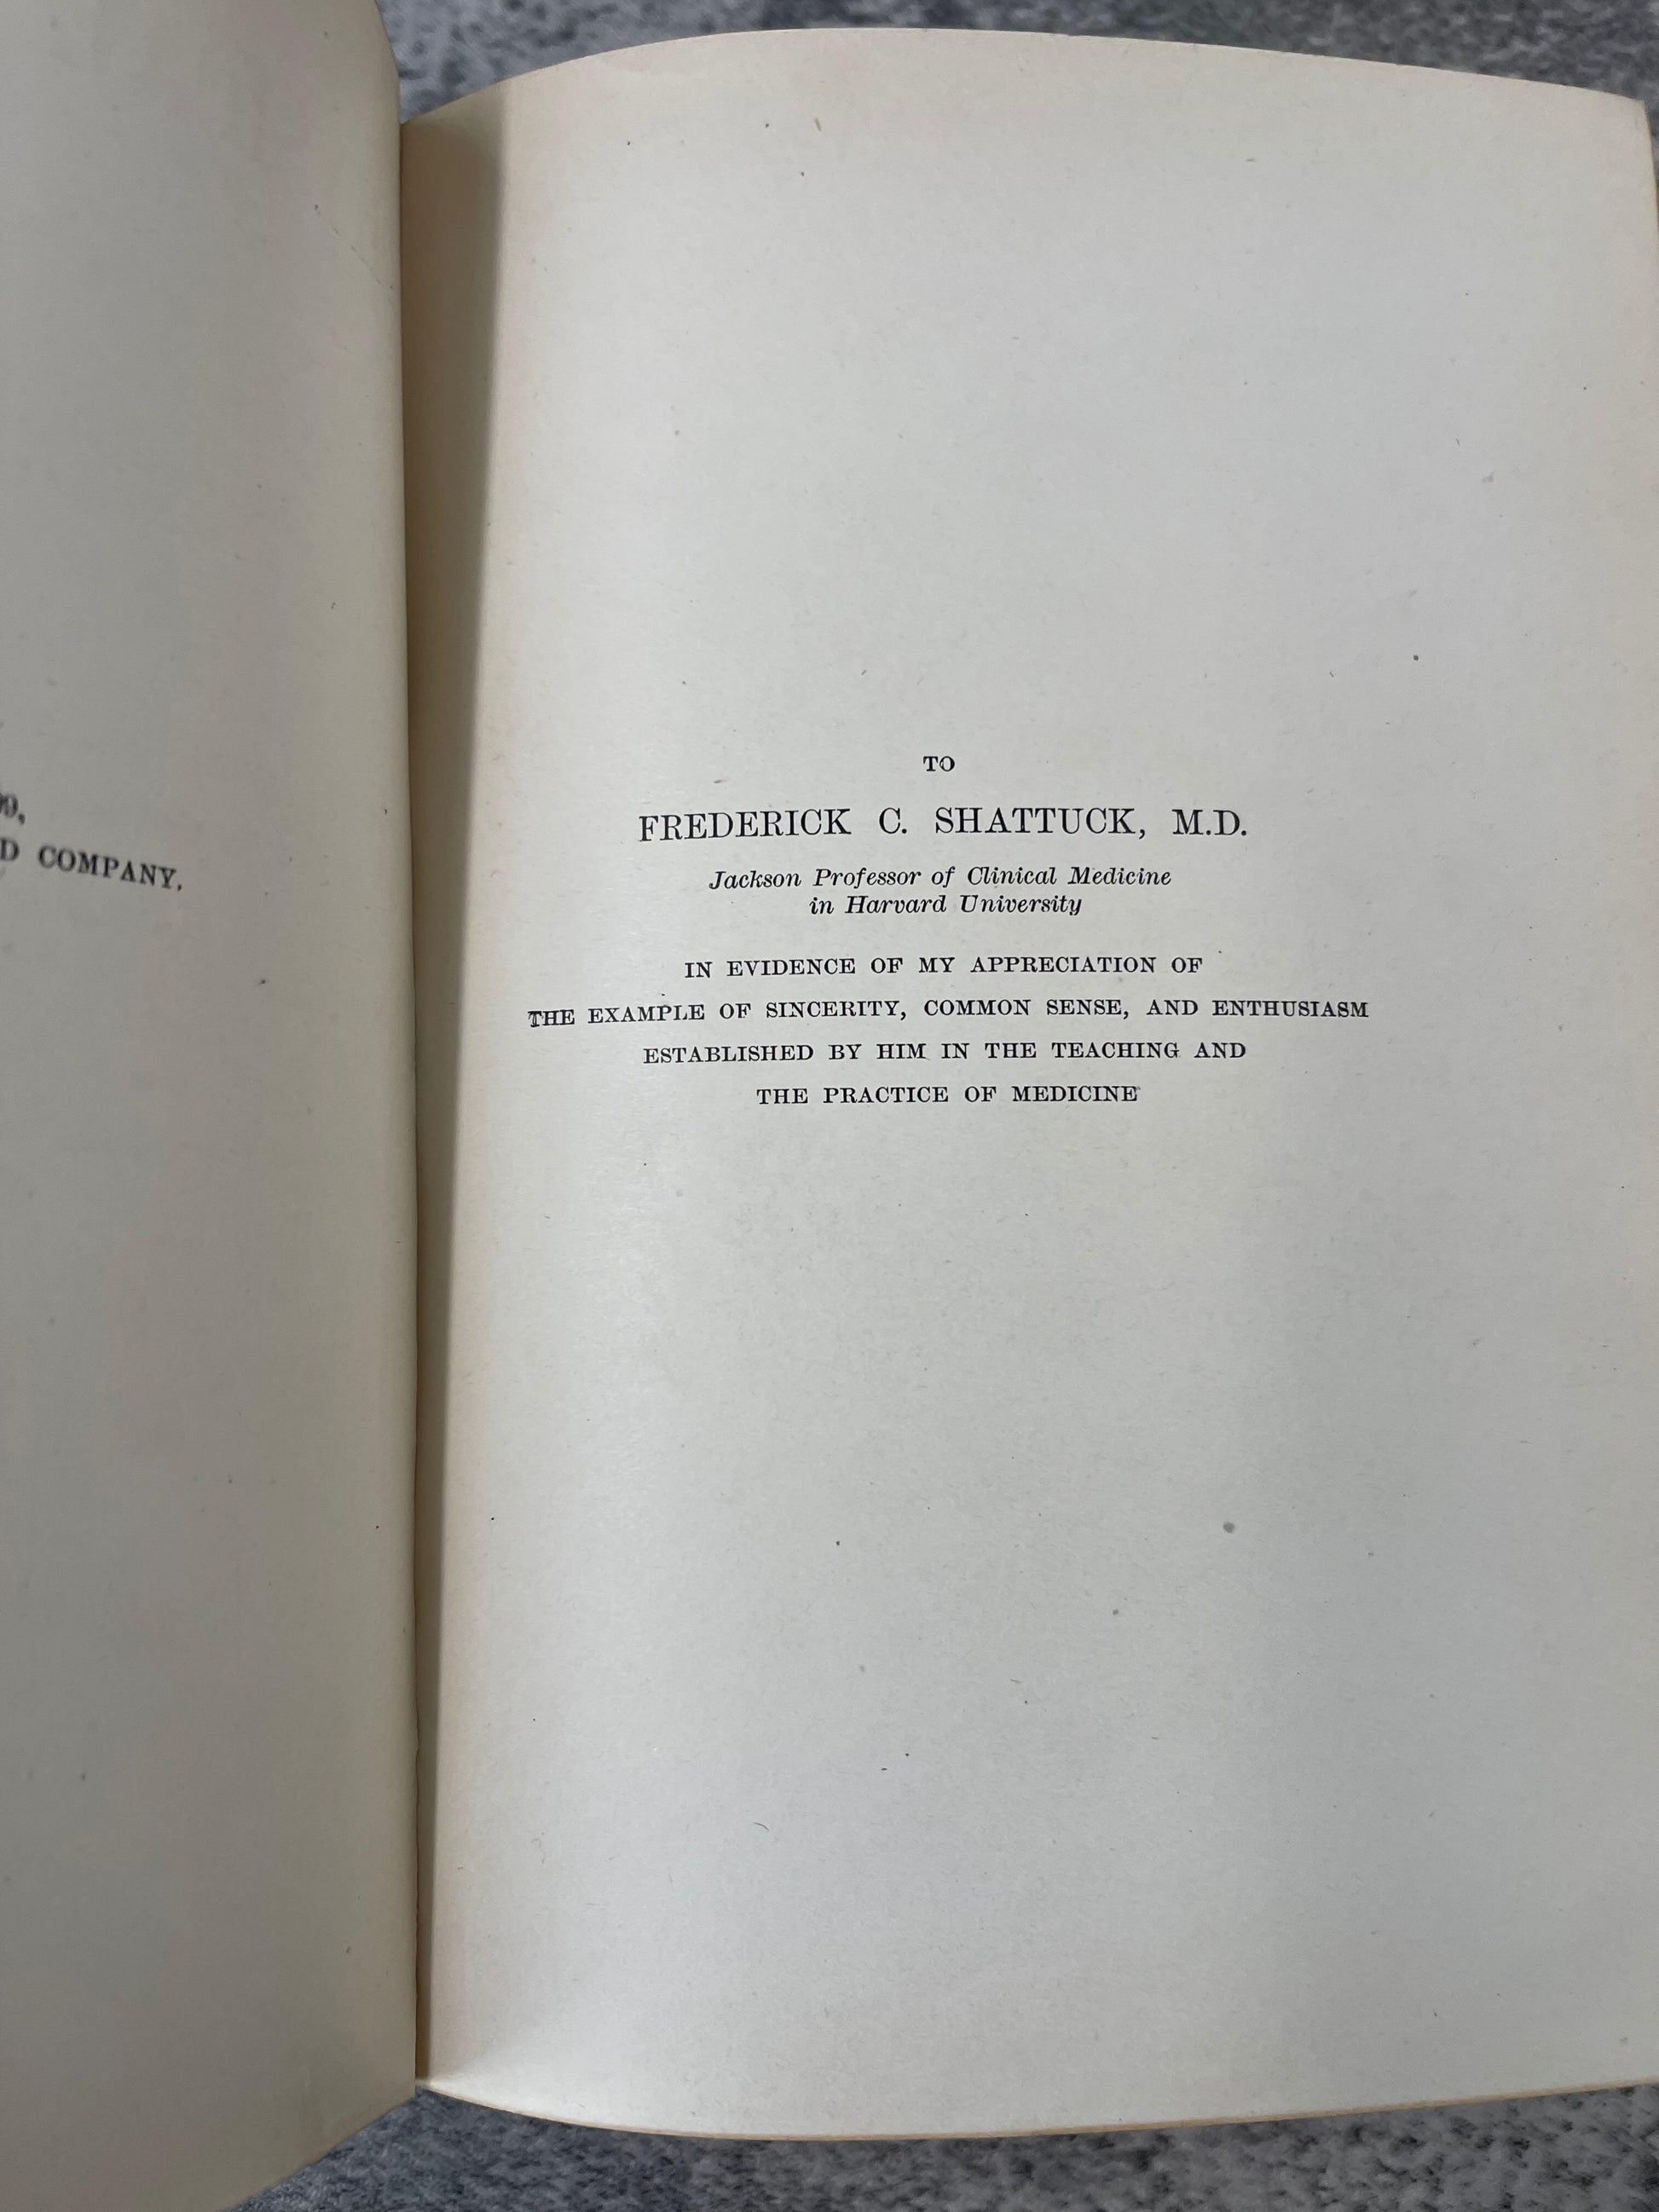 9,
D COMPANY.
TO
FREDERICK C. SHATTUCK, M.D.
Jackson Professor of Clinical Medicine
in Harvard University
IN EVIDENCE OF MY APPRECIATION OF
THE EXAMPLE OF SINCERITY, COMMON SENSE, AND ENTHUSIASM
ESTABLISHED BY HIM IN THE TEACHING AND
THE PRACTICE OF MEDICINE